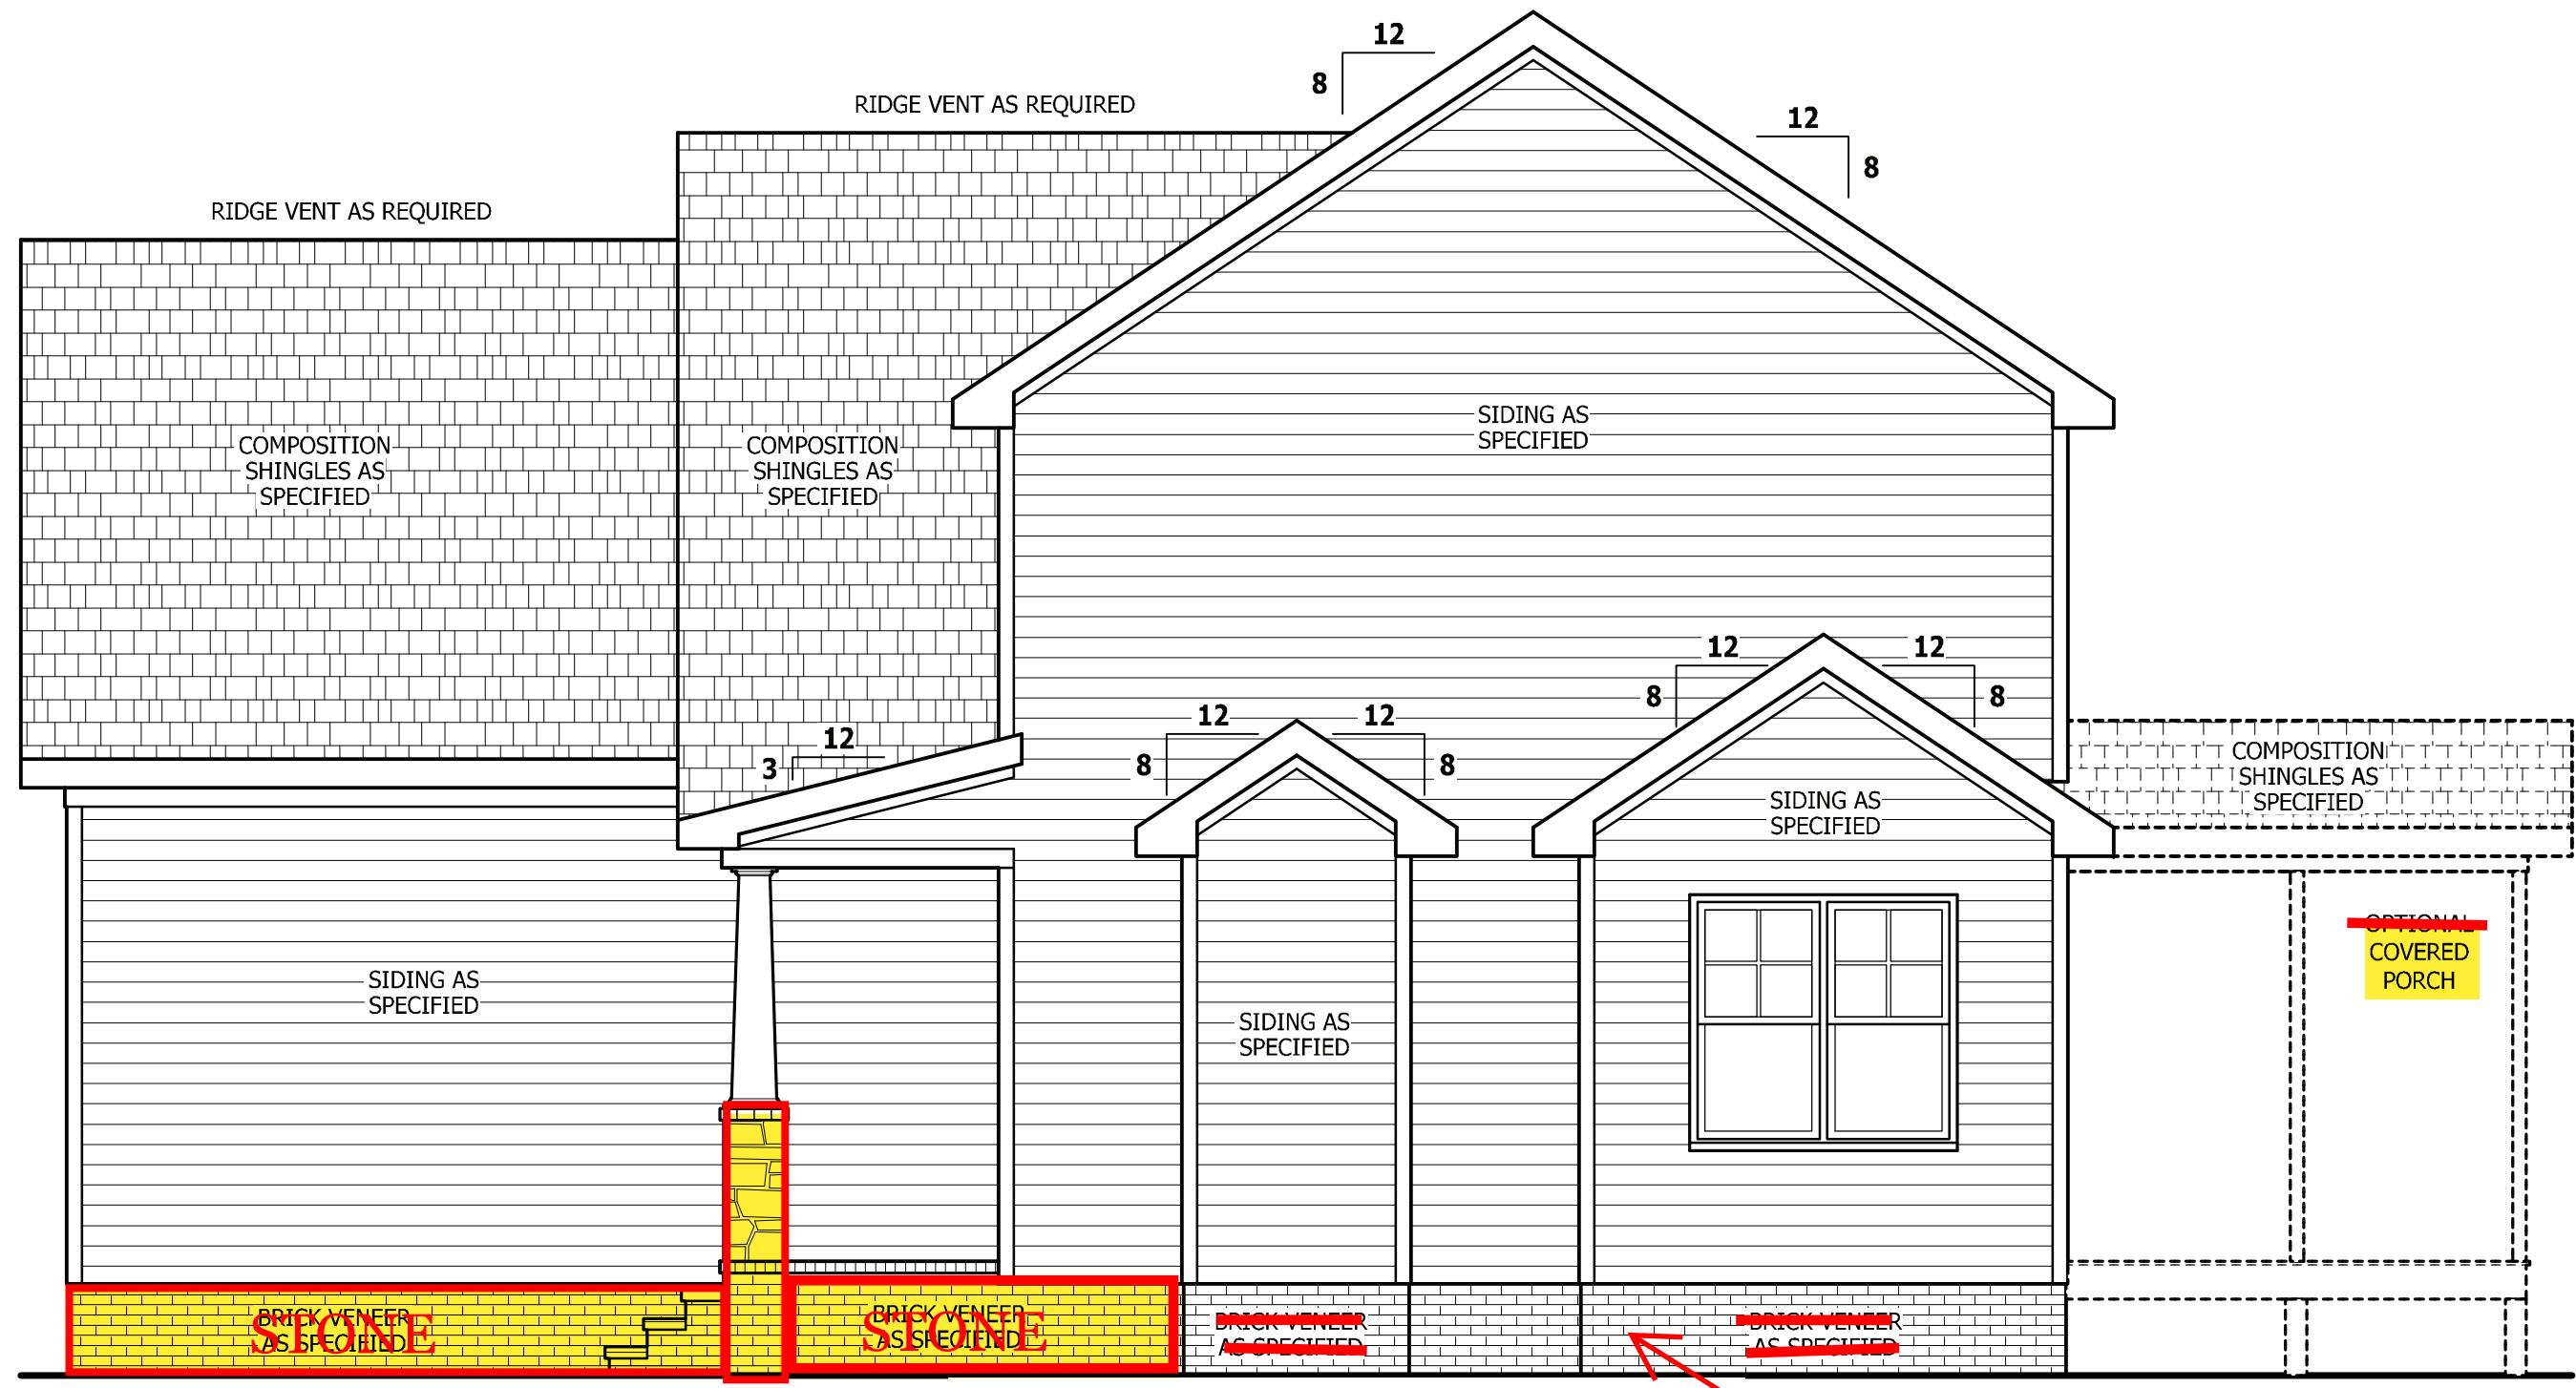 12
8
12
8
RIDGE VENT AS REQUIRED
RIDGE VENT AS REQUIRED
COMPOSITION
SHINGLES AS
SPECIFIED
COMPOSITION
SHINGLES AS
SPECIFIED
SIDING AS
SPECIFIED
12
8
12
8
12
8
12
8
12
3
COMPOSITION
SHINGLES AS
SPECIFIED
SIDING AS
SPECIFIED
OPTIONAL
COVERED
PORCH
SIDING AS
SPECIFIED
SIDING AS
SPECIFIED
BRICK VENEER
AS SPECIFIED
STONE
BRICK VENEER
AS SPECIFIED
STONE
BRICK VENEER
AS SPECIFIED
BRICK VENEER
AS SPECIFIED